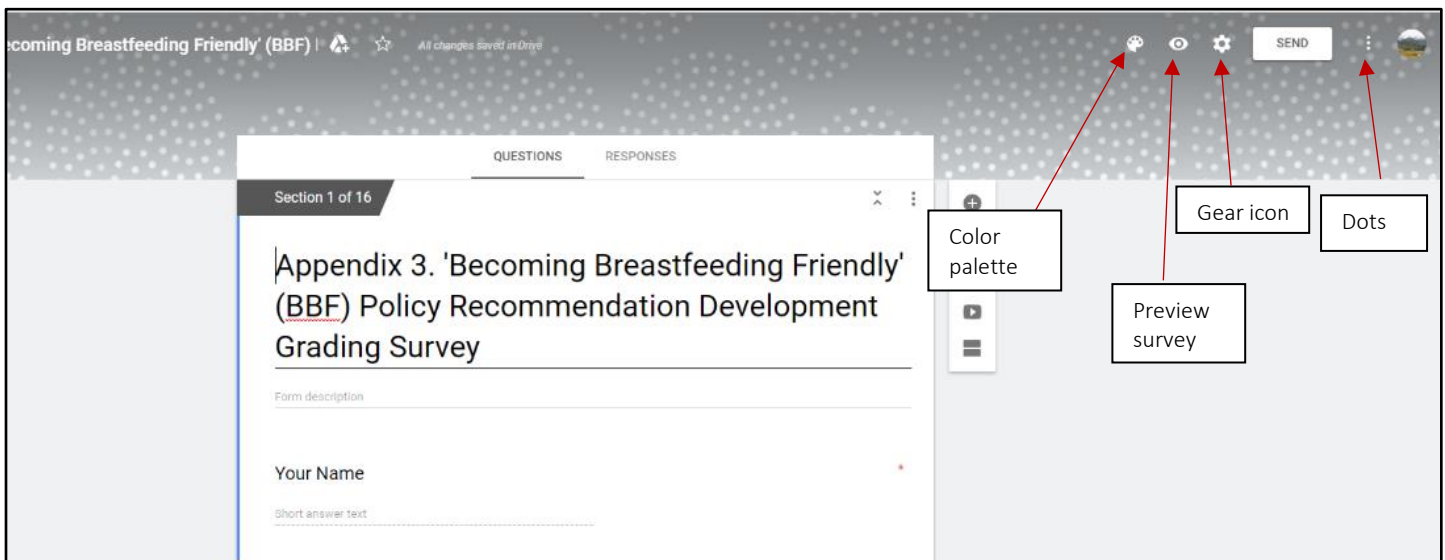 coming Breastfeeding Friendly' (BBF) |
All changes saved in Drive
SEND
QUESTIONS RESPONSES
Section 1 of 16
Appendix 3. 'Becoming Breastfeeding Friendly'
(BBF) Policy Recommendation Development
Grading Survey
Form description
Your Name *
Short answer text
Color
palette
Preview
survey
Gear icon
Dots